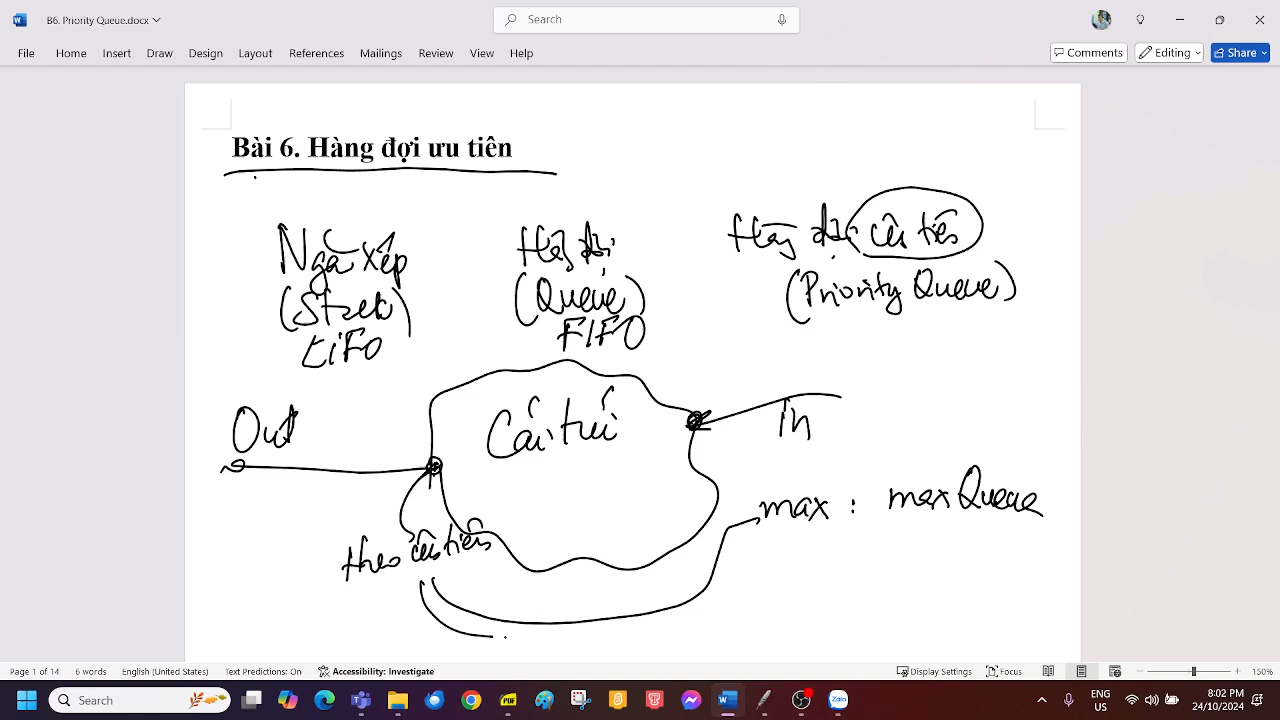 B6. Priority Queue.docx
Search
File Home Insert Draw Design Layout References Mailings Review View Help
Comments Editing Share
Bài 6. Hàng đợi ưu tiên
Ngăn xếp
(Stack)
LiFO
Hàng đợi
(Queue)
FIFO
Hàng đợi ưu tiên
(Priority Queue)
Out
Cái túi
in
theo ưu tiên
max : maxQueue
Page 1 of 14 6 words English (United States) Text Predictions: On Accessibility: Investigate Display Settings Focus 150%
Search PDF Zalo ENG US 8:02 PM 24/10/2024